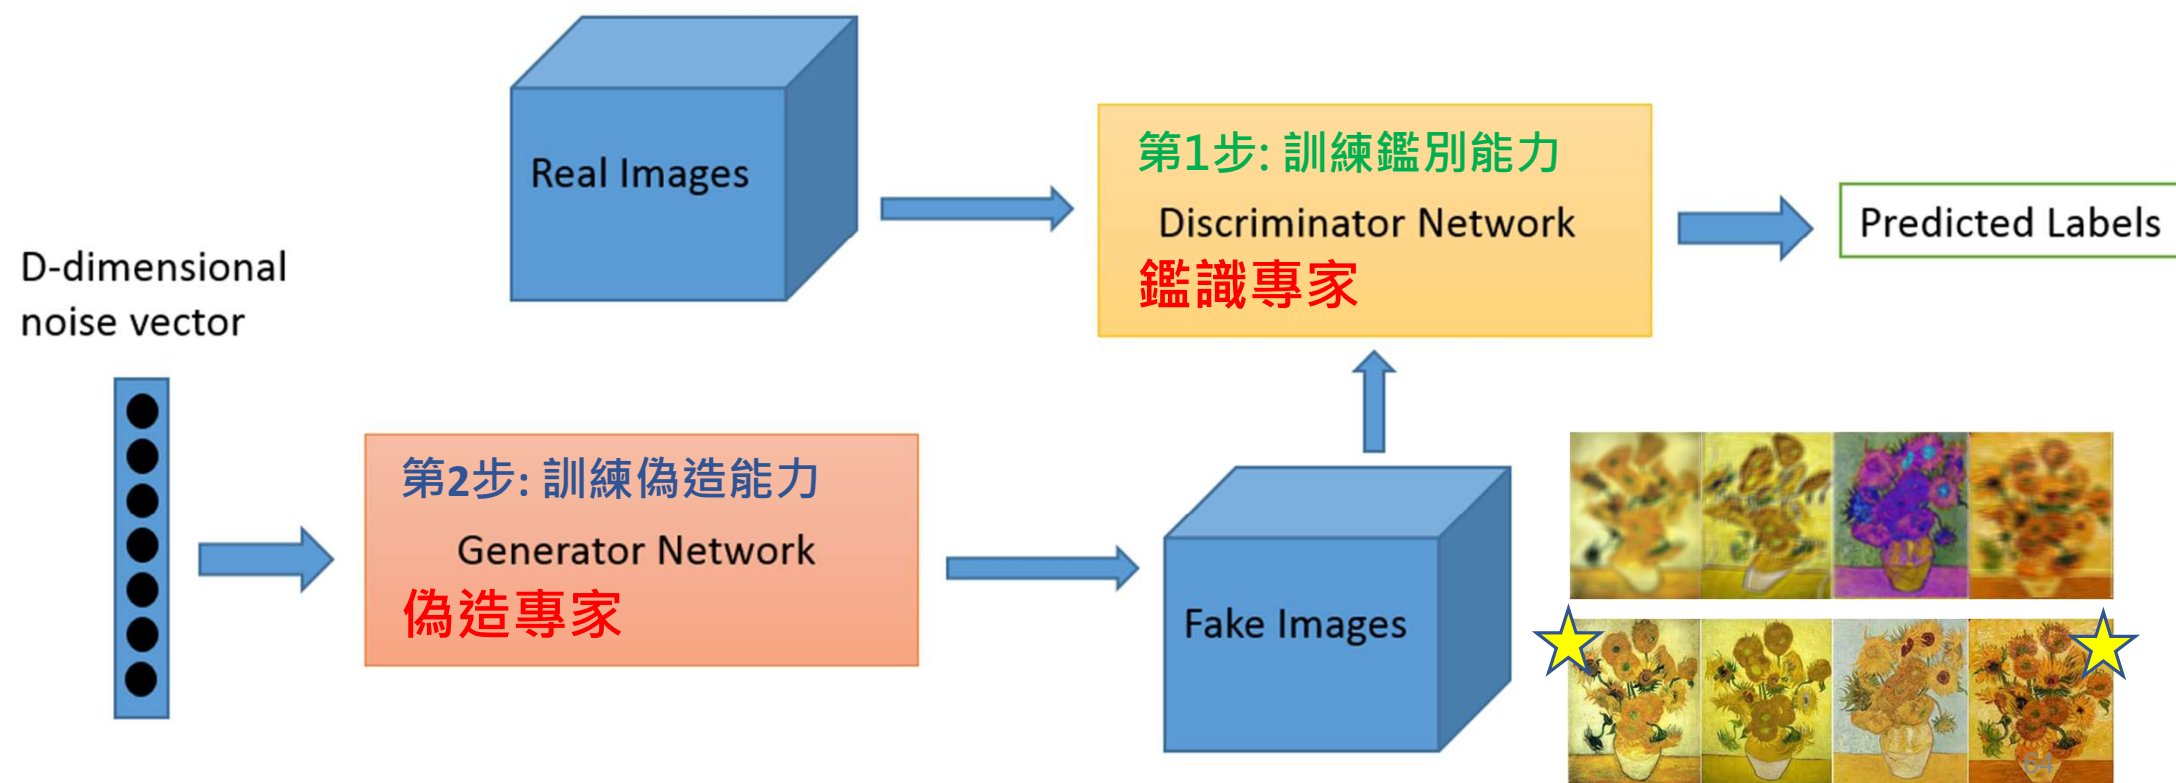 Real Images
第1步: 訓練鑑別能力
Discriminator Network
鑑識專家
Predicted Labels
D-dimensional
noise vector
第2步: 訓練偽造能力
Generator Network
偽造專家
Fake Images
64